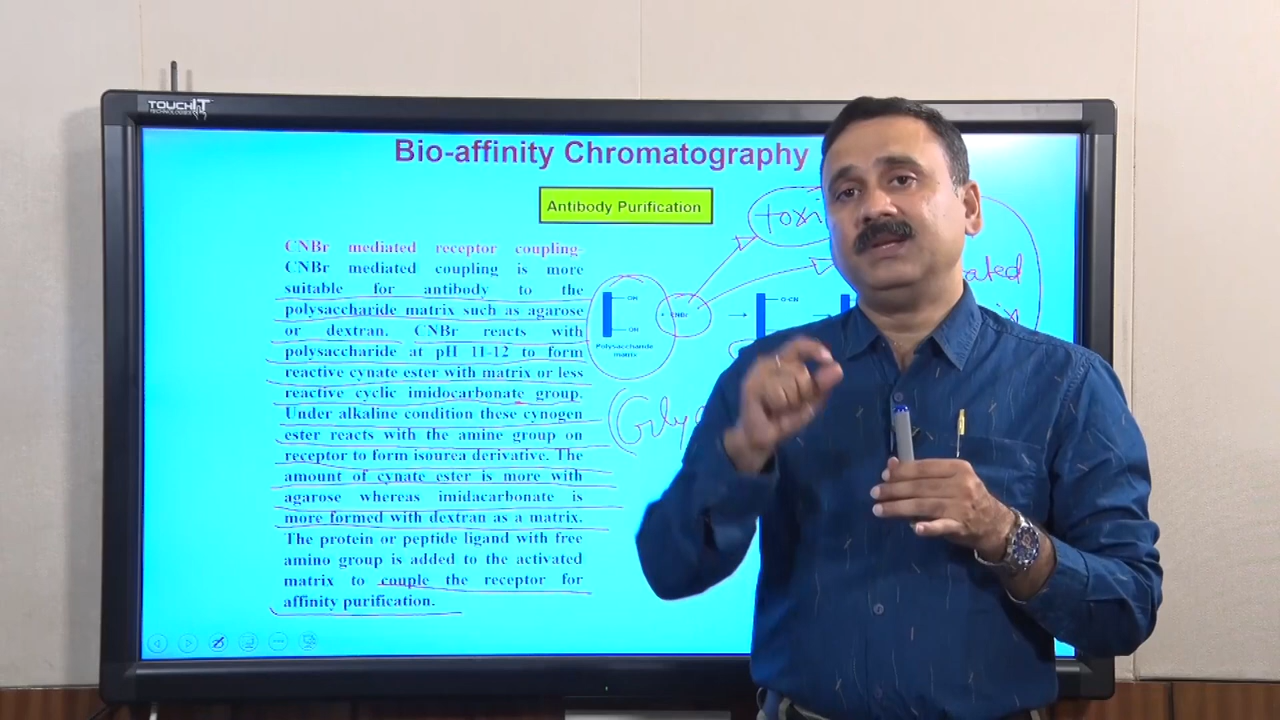 TOUCHIT
TECHNOLOGIES
Bio-affinity Chromatography
Antibody Purification
CNBr mediated receptor coupling-
CNBr mediated coupling is more
suitable for antibody to the
polysaccharide matrix such as agarose
or dextran. CNBr reacts with
polysaccharide at pH 11-12 to form
reactive cynate ester with matrix or less
reactive cyclic imidocarbonate group.
Under alkaline condition these cynogen
ester reacts with the amine group on
receptor to form isourea derivative. The
amount of cynate ester is more with
agarose whereas imidacarbonate is
more formed with dextran as a matrix.
The protein or peptide ligand with free
amino group is added to the activated
matrix to couple the receptor for
affinity purification.
OH
OH
+ CNBr
O-CN
Polysaccharide
matrix